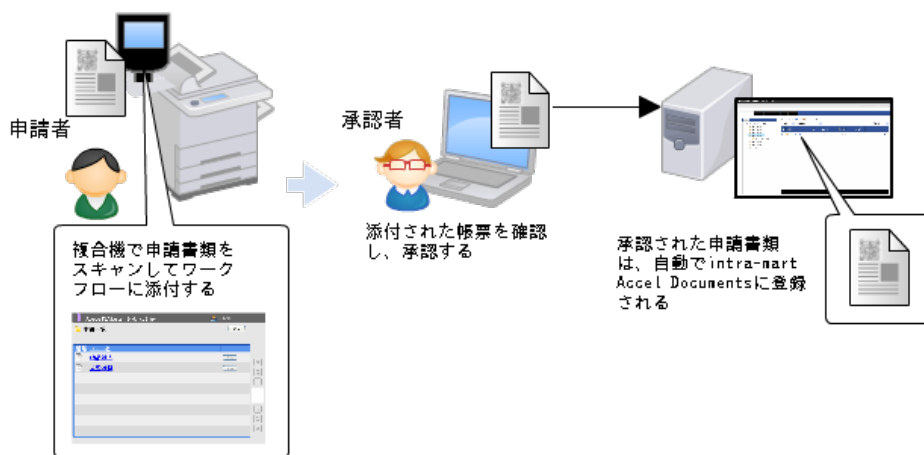 申請者
複合機で申請書類を
スキャンしてワーク
フローに添付する
承認者
添付された帳票を確認
し、承認する
承認された申請書類
は、自動でintra-mart
Accel Documentsに登録
される